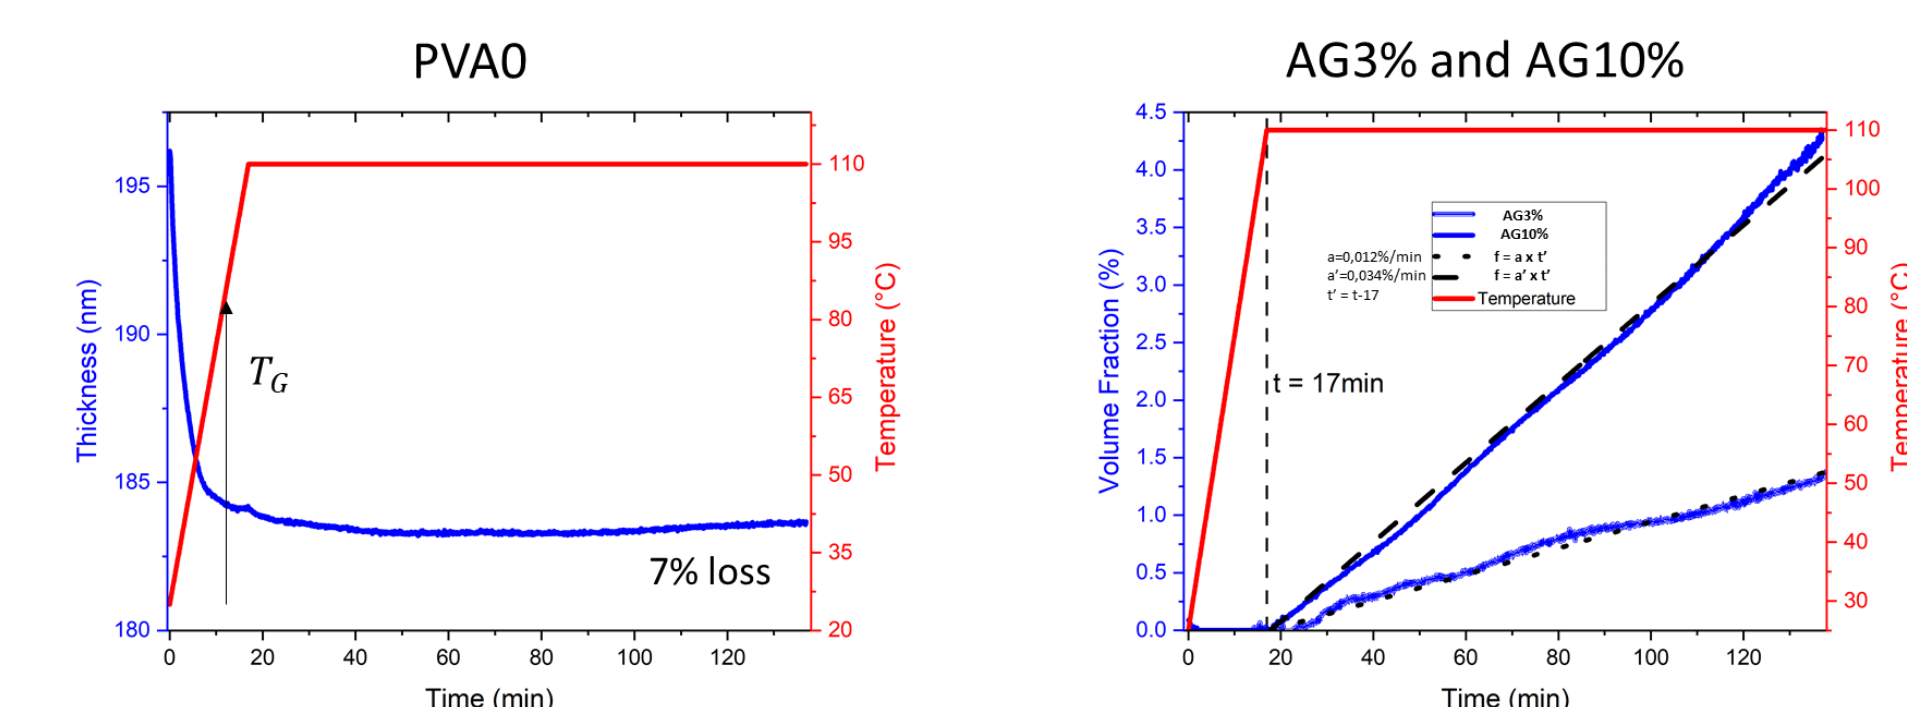 PVA0
195
190
185
180
Thickness (nm)
110
95
80
65
50
35
20
Temperature (°C)
T_G
7% loss
0 20 40 60 80 100 120
Time (min)
AG3% and AG10%
4.5
4.0
3.5
3.0
2.5
2.0
1.5
1.0
0.5
0.0
Volume Fraction (%)
110
100
90
80
70
60
50
40
30
Temperature (°C)
AG3%
AG10%
a=0,012%/min f = a x t'
a'=0,034%/min f = a' x t'
t' = t-17 Temperature
t = 17min
0 20 40 60 80 100 120
Time (min)